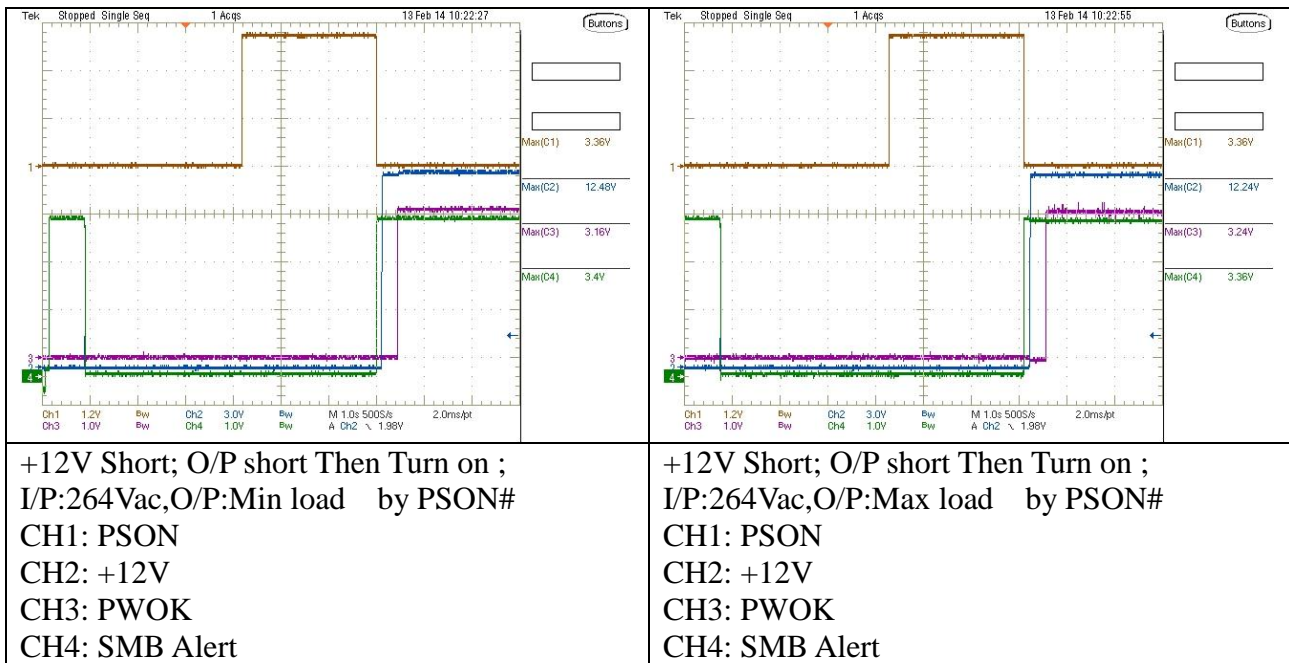 Tek Stopped Single Seq 1 Acqs 13 Feb 14 10:22:27
Buttons
Max(C1) 3.36V
1
Max(C2) 12.48V
Max(C3) 3.16V
Max(C4) 3.4V
3
4
Ch1 1.2V Bw Ch2 3.0V Bw M 1.0s 500S/s 2.0ms/pt
Ch3 1.0V Bw Ch4 1.0V Bw A Ch2 1.98V
+12V Short; O/P short Then Turn on ;
I/P:264Vac,O/P:Min load by PSON#
CH1: PSON
CH2: +12V
CH3: PWOK
CH4: SMB Alert
Tek Stopped Single Seq 1 Acqs 13 Feb 14 10:22:55
Buttons
Max(C1) 3.36V
1
Max(C2) 12.24V
Max(C3) 3.24V
Max(C4) 3.36V
3
4
Ch1 1.2V Bw Ch2 3.0V Bw M 1.0s 500S/s 2.0ms/pt
Ch3 1.0V Bw Ch4 1.0V Bw A Ch2 1.98V
+12V Short; O/P short Then Turn on ;
I/P:264Vac,O/P:Max load by PSON#
CH1: PSON
CH2: +12V
CH3: PWOK
CH4: SMB Alert